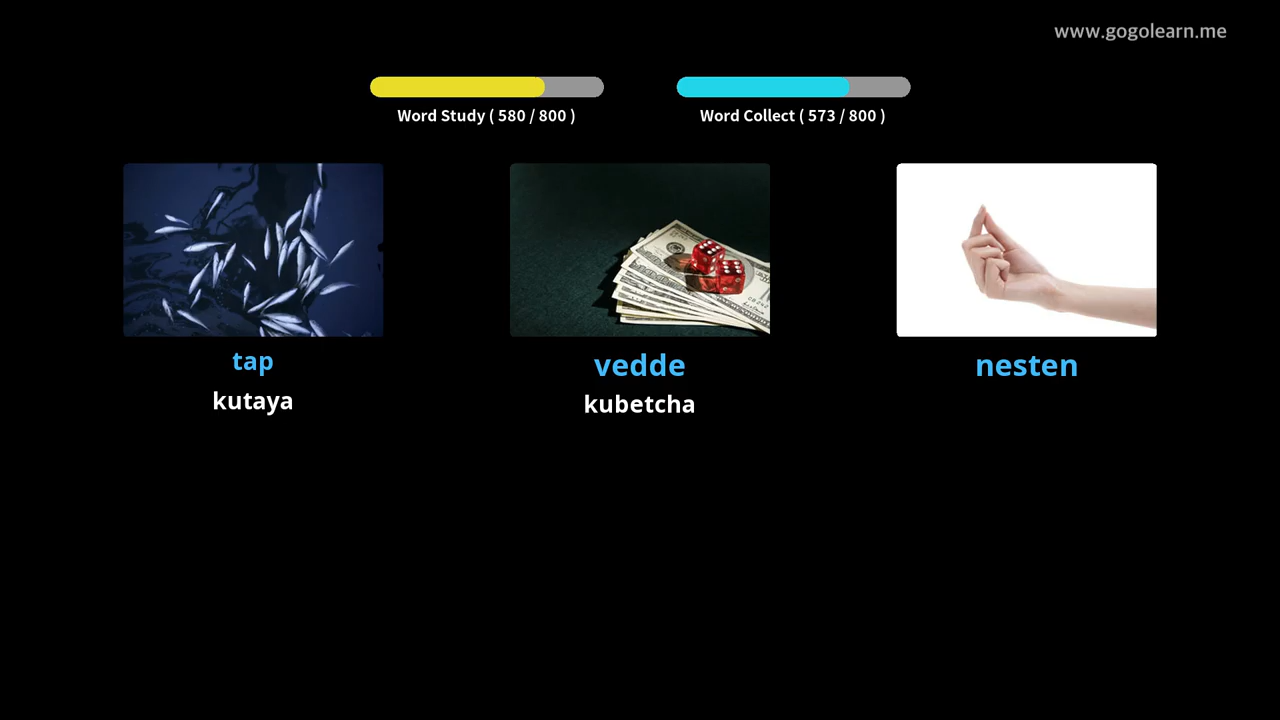 www.gogolearn.me
Word Study ( 580 / 800 )
Word Collect ( 573 / 800 )
tap
kutaya
vedde
kubetcha
nesten